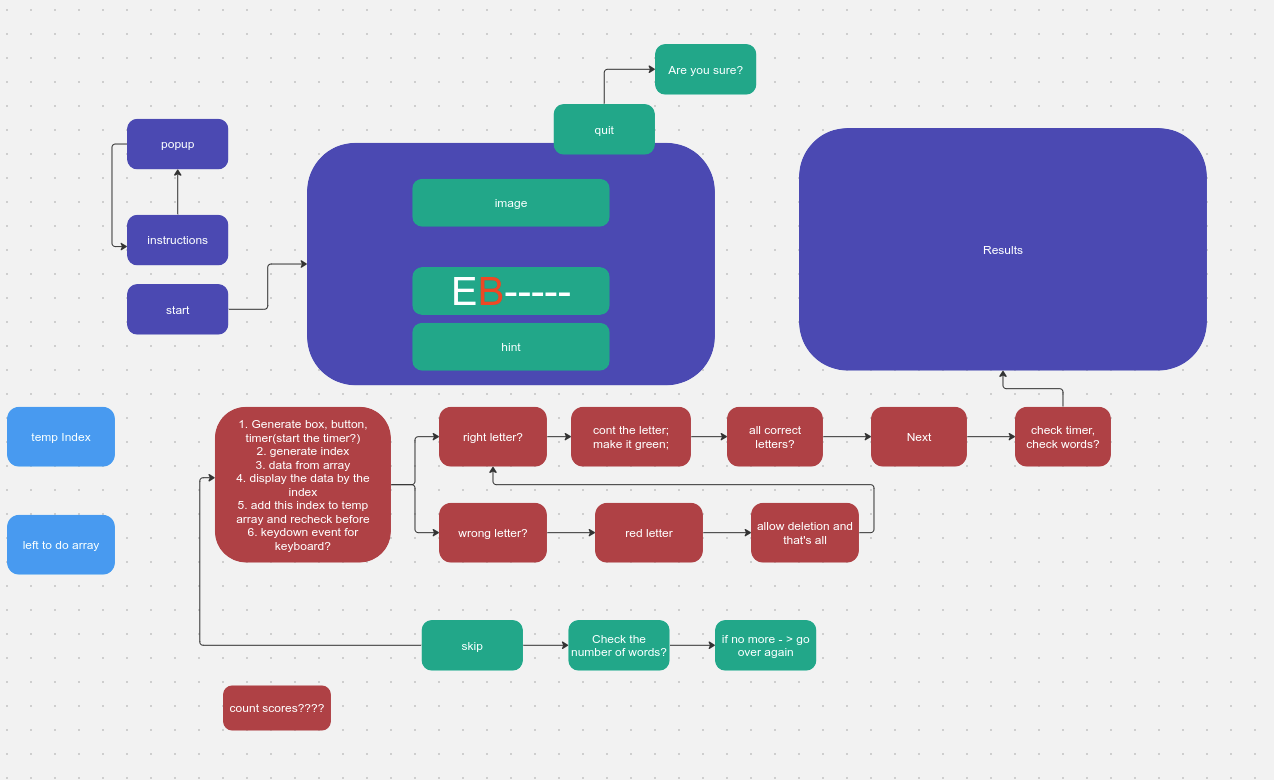 Are you sure?
quit
popup
image
instructions
Results
EB-----
start
hint
temp Index
1. Generate box, button,
timer(start the timer?)
2. generate index
3. data from array
4. display the data by the
index
5. add this index to temp
array and recheck before
6. keydown event for
keyboard?
right letter?
cont the letter;
make it green;
all correct
letters?
Next
check timer,
check words?
left to do array
wrong letter?
red letter
allow deletion and
that's all
skip
Check the
number of words?
if no more - > go
over again
count scores????